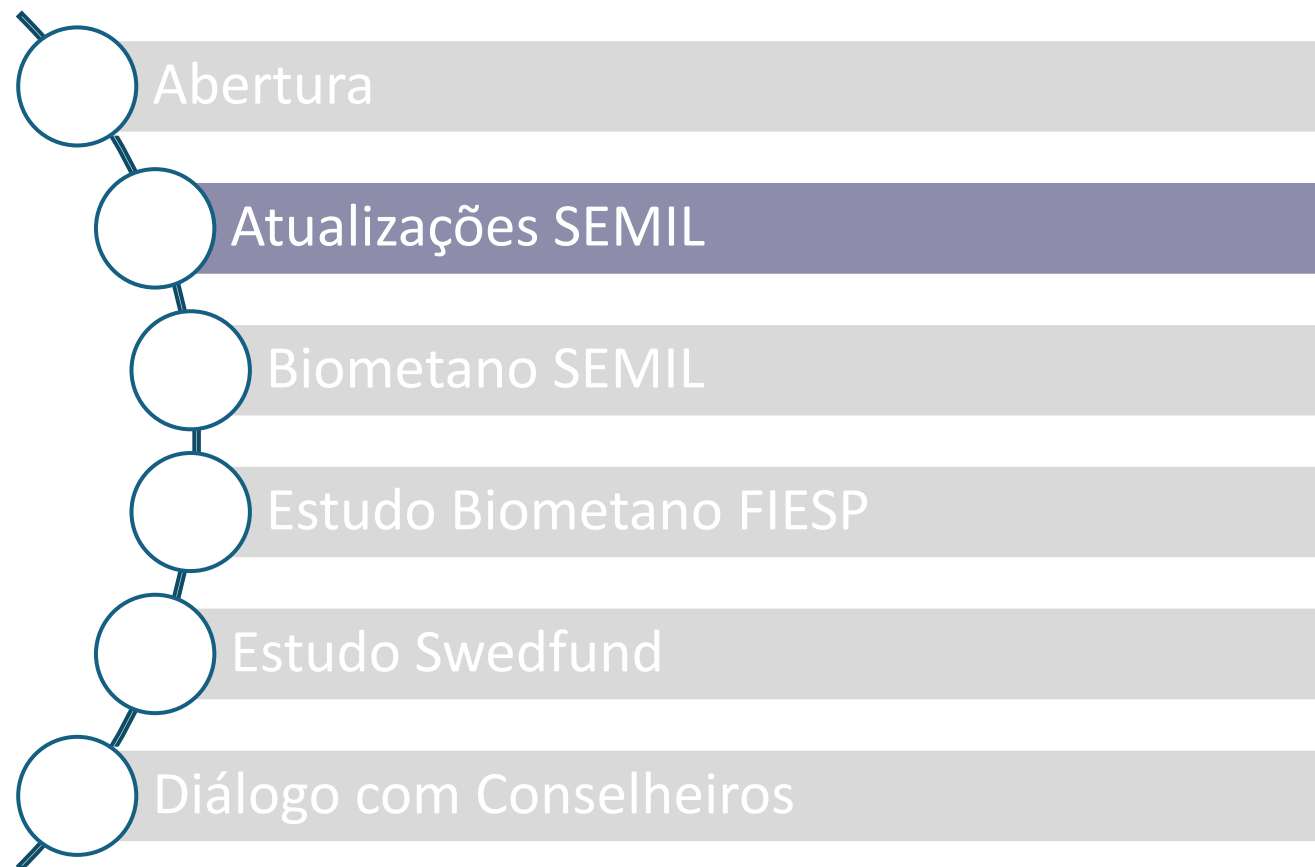 Abertura
Atualizações SEMIL
Biometano SEMIL
Estudo Biometano FIESP
Estudo Swedfund
Diálogo com Conselheiros